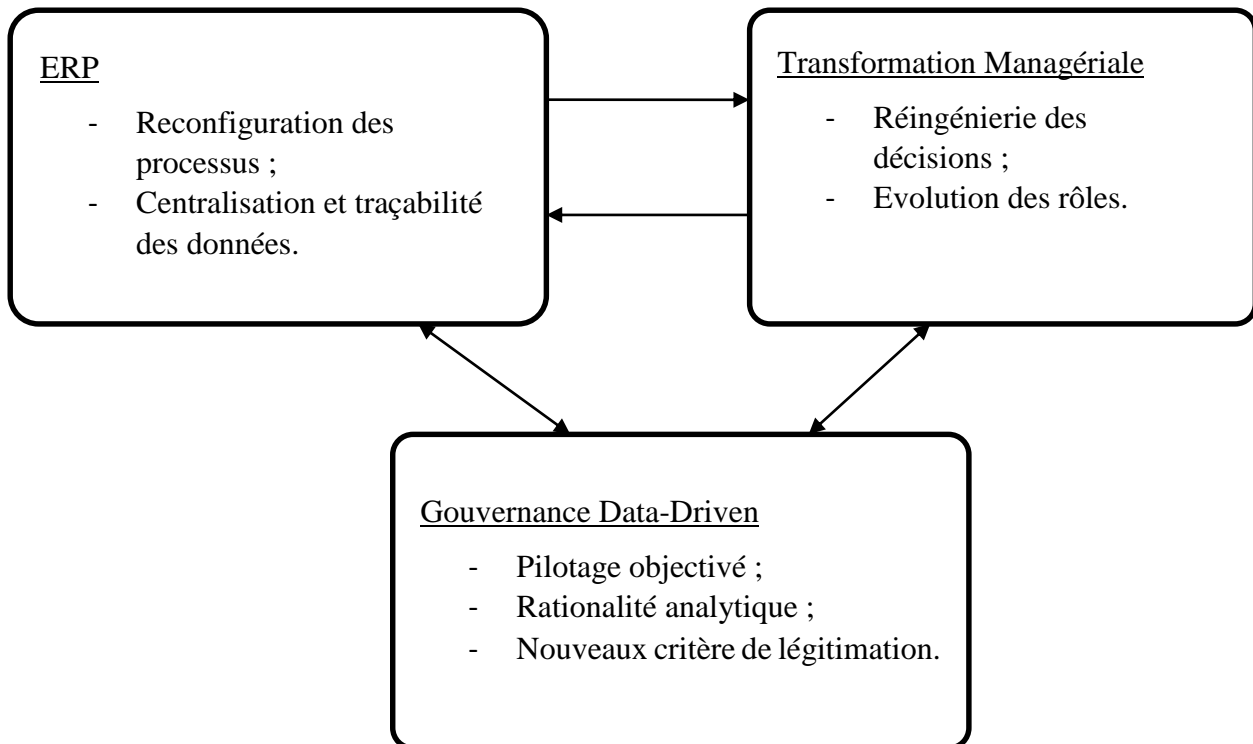 ERP
- Reconfiguration des
processus ;
- Centralisation et traçabilité
des données.
Transformation Managériale
- Réingénierie des
décisions ;
- Evolution des rôles.
Gouvernance Data-Driven
- Pilotage objectivé ;
- Rationalité analytique ;
- Nouveaux critère de légitimation.